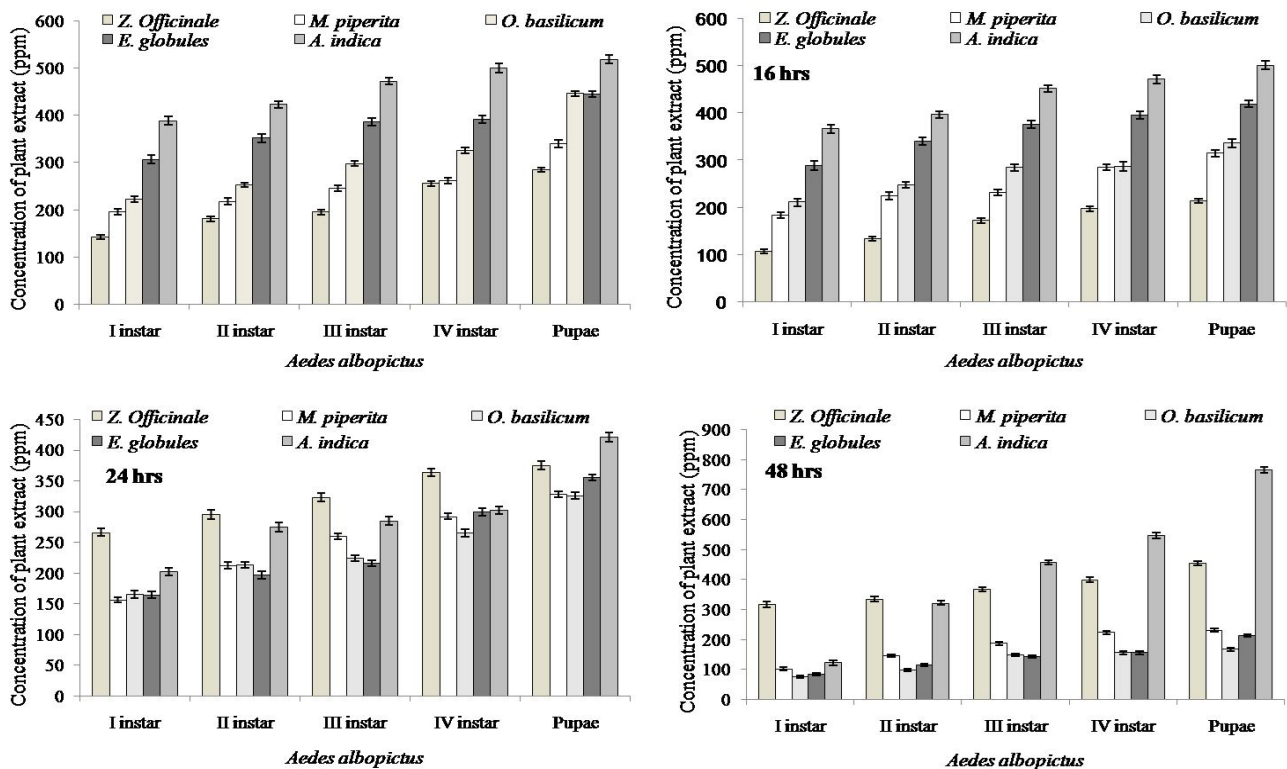 Z. Officinale M. piperita O. basilicum
E. globules A. indica
Concentration of plant extract (ppm)
600
500
400
300
200
100
0
I instar II instar III instar IV instar Pupae
Aedes albopictus
Z. Officinale M. piperita O. basilicum
E. globules A. indica
16 hrs
Concentration of plant extract (ppm)
600
500
400
300
200
100
0
I instar II instar III instar IV instar Pupae
Aedes albopictus
Z. Officinale M. piperita O. basilicum
E. globules A. indica
24 hrs
Concentration of plant extract (ppm)
450
400
350
300
250
200
150
100
50
0
I instar II instar III instar IV instar Pupae
Aedes albopictus
Z. Officinale M. piperita O. basilicum
E. globules A. indica
48 hrs
Concentration of plant extract (ppm)
900
800
700
600
500
400
300
200
100
0
I instar II instar III instar IV instar Pupae
Aedes albopictus